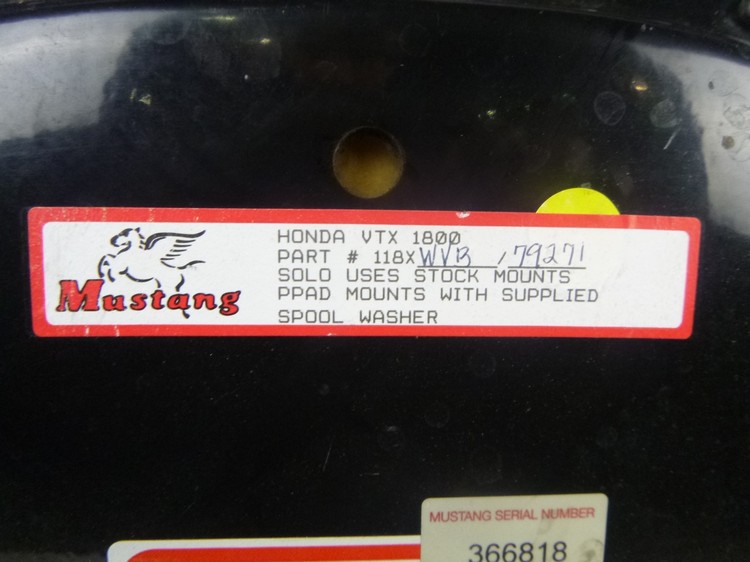 Mustang
HONDA VTX 1800
PART # 118XWVB , 79271
SOLO USES STOCK MOUNTS
PPAD MOUNTS WITH SUPPLIED
SPOOL WASHER
MUSTANG SERIAL NUMBER
366818